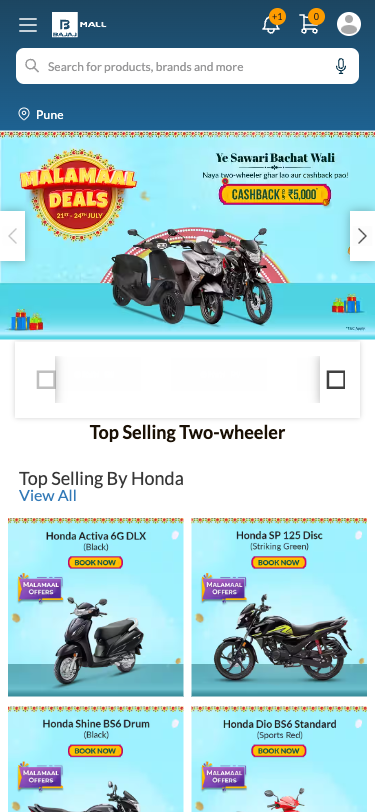 BAJAJ MALL
+1
0
Search for products, brands and more
Pune
MALAMAAL
DEALS
21ST - 24TH JULY
Ye Sawari Bachat Wali
Naya two-wheeler ghar lao aur cashback pao!
CASHBACK ₹5,000*
*T&C Apply
Top Selling Two-wheeler
Top Selling By Honda
View All
Honda Activa 6G DLX
(Black)
BOOK NOW
MALAMAAL
OFFERS
Honda SP 125 Disc
(Striking Green)
BOOK NOW
MALAMAAL
OFFERS
Honda Shine BS6 Drum
(Black)
BOOK NOW
MALAMAAL
OFFERS
Honda Dio BS6 Standard
(Sports Red)
BOOK NOW
MALAMAAL
OFFERS